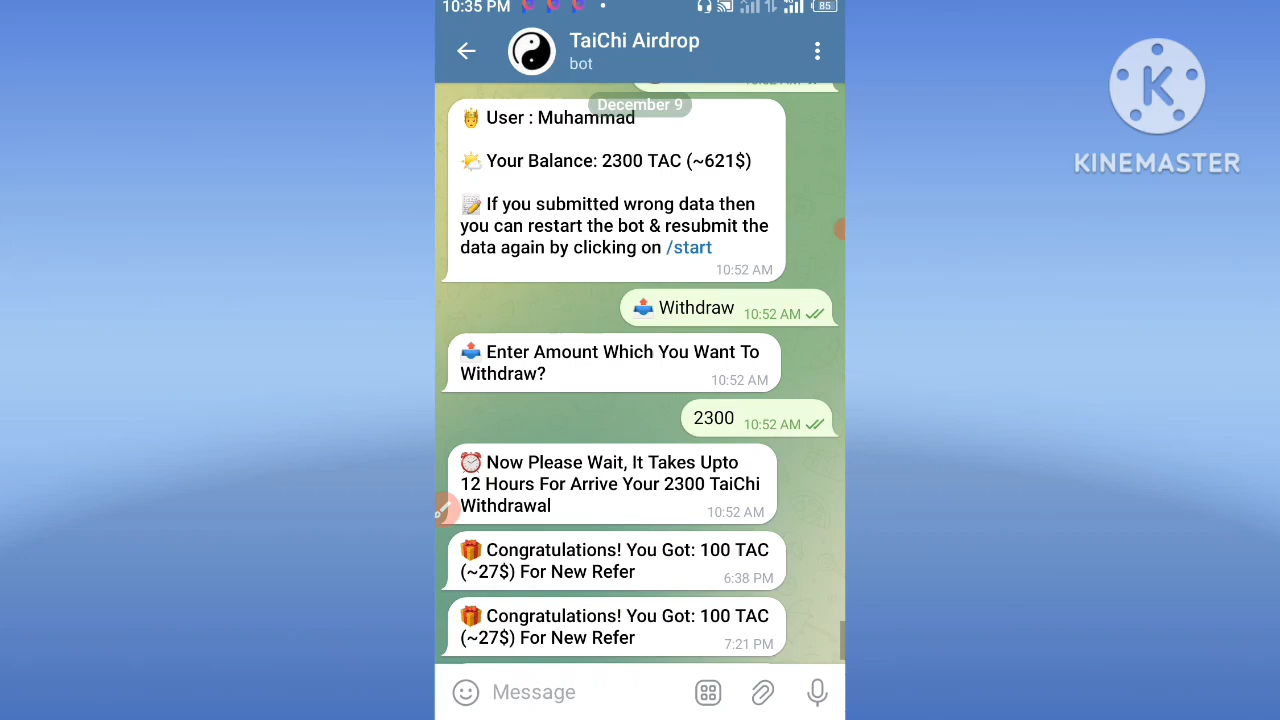 10:35 PM
85
TaiChi Airdrop
bot
December 9
User : Muhammad
Your Balance: 2300 TAC (~621$)
If you submitted wrong data then
you can restart the bot & resubmit the
data again by clicking on /start
10:52 AM
Withdraw 10:52 AM
Enter Amount Which You Want To
Withdraw?
10:52 AM
2300 10:52 AM
Now Please Wait, It Takes Upto
12 Hours For Arrive Your 2300 TaiChi
Withdrawal
10:52 AM
Congratulations! You Got: 100 TAC
(~27$) For New Refer
6:38 PM
Congratulations! You Got: 100 TAC
(~27$) For New Refer
7:21 PM
Message
K
KINEMASTER